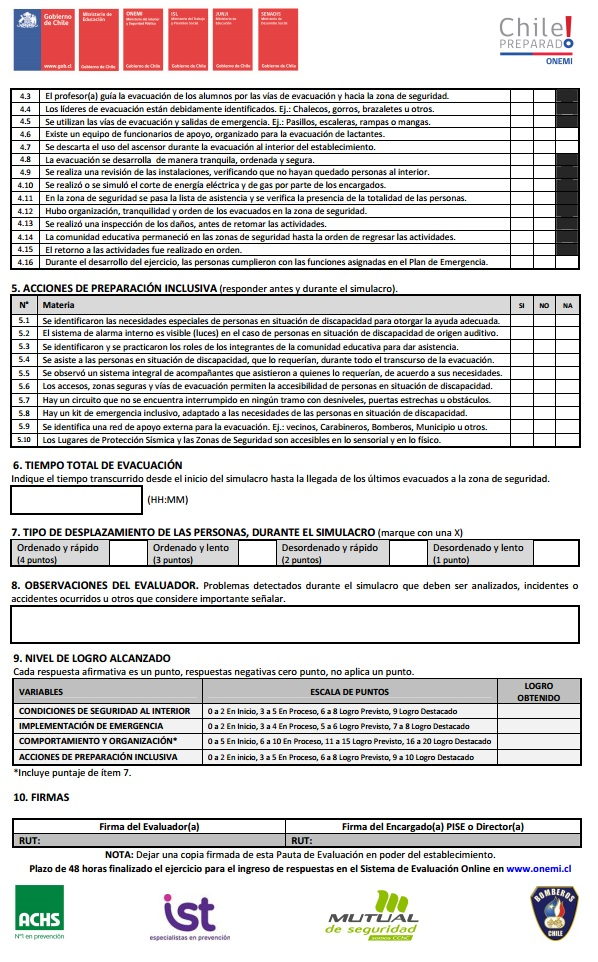 Gobierno de Chile
www.gob.cl
Ministerio de Educación
Gobierno de Chile
ONEMI
Ministerio del Interior y Seguridad Pública
Gobierno de Chile
ISL
Ministerio del Trabajo y Previsión Social
Gobierno de Chile
JUNJI
Ministerio de Educación
Gobierno de Chile
SENADIS
Ministerio de Desarrollo Social
Gobierno de Chile
Chile!
PREPARADO
ONEMI
4.3 El profesor(a) guía la evacuación de los alumnos por las vías de evacuación y hacia la zona de seguridad.
4.4 Los líderes de evacuación están debidamente identificados. Ej.: Chalecos, gorros, brazaletes u otros.
4.5 Se utilizan las vías de evacuación y salidas de emergencia. Ej.: Pasillos, escaleras, rampas o mangas.
4.6 Existe un equipo de funcionarios de apoyo, organizado para la evacuación de lactantes.
4.7 Se descarta el uso del ascensor durante la evacuación al interior del establecimiento.
4.8 La evacuación se desarrolla de manera tranquila, ordenada y segura.
4.9 Se realiza una revisión de las instalaciones, verificando que no hayan quedado personas al interior.
4.10 Se realizó o se simuló el corte de energía eléctrica y de gas por parte de los encargados.
4.11 En la zona de seguridad se pasa la lista de asistencia y se verifica la presencia de la totalidad de las personas.
4.12 Hubo organización, tranquilidad y orden de los evacuados en la zona de seguridad.
4.13 Se realizó una inspección de los daños, antes de retomar las actividades.
4.14 La comunidad educativa permaneció en las zonas de seguridad hasta la orden de regresar las actividades.
4.15 El retorno a las actividades fue realizado en orden.
4.16 Durante el desarrollo del ejercicio, las personas cumplieron con las funciones asignadas en el Plan de Emergencia.
5. ACCIONES DE PREPARACIÓN INCLUSIVA (responder antes y durante el simulacro).
N° Materia SI NO NA
5.1 Se identificaron las necesidades especiales de personas en situación de discapacidad para otorgar la ayuda adecuada.
5.2 El sistema de alarma interno es visible (luces) en el caso de personas en situación de discapacidad de origen auditivo.
5.3 Se identificaron y se practicaron los roles de los integrantes de la comunidad educativa para dar asistencia.
5.4 Se asiste a las personas en situación de discapacidad, que lo requerían, durante todo el transcurso de la evacuación.
5.5 Se observó un sistema integral de acompañantes que asistieron a quienes lo requerían, de acuerdo a sus necesidades.
5.6 Los accesos, zonas seguras y vías de evacuación permiten la accesibilidad de personas en situación de discapacidad.
5.7 Hay un circuito que no se encuentra interrumpido en ningún tramo con desniveles, puertas estrechas u obstáculos.
5.8 Hay un kit de emergencia inclusivo, adaptado a las necesidades de las personas en situación de discapacidad.
5.9 Se identifica una red de apoyo externa para la evacuación. Ej.: vecinos, Carabineros, Bomberos, Municipio u otros.
5.10 Los Lugares de Protección Sísmica y las Zonas de Seguridad son accesibles en lo sensorial y en lo físico.
6. TIEMPO TOTAL DE EVACUACIÓN
Indique el tiempo transcurrido desde el inicio del simulacro hasta la llegada de los últimos evacuados a la zona de seguridad.
(HH:MM)
7. TIPO DE DESPLAZAMIENTO DE LAS PERSONAS, DURANTE EL SIMULACRO (marque con una X)
Ordenado y rápido Ordenado y lento Desordenado y rápido Desordenado y lento
(4 puntos) (3 puntos) (2 puntos) (1 punto)
8. OBSERVACIONES DEL EVALUADOR. Problemas detectados durante el simulacro que deben ser analizados, incidentes o
accidentes ocurridos u otros que considere importante señalar.
9. NIVEL DE LOGRO ALCANZADO
Cada respuesta afirmativa es un punto, respuestas negativas cero punto, no aplica un punto.
VARIABLES ESCALA DE PUNTOS LOGRO OBTENIDO
CONDICIONES DE SEGURIDAD AL INTERIOR 0 a 2 En Inicio, 3 a 5 En Proceso, 6 a 8 Logro Previsto, 9 Logro Destacado
IMPLEMENTACIÓN DE EMERGENCIA 0 a 2 En Inicio, 3 a 4 En Proceso, 5 a 6 Logro Previsto, 7 a 8 Logro Destacado
COMPORTAMIENTO Y ORGANIZACIÓN* 0 a 5 En Inicio, 6 a 10 En Proceso, 11 a 15 Logro Previsto, 16 a 20 Logro Destacado
ACCIONES DE PREPARACIÓN INCLUSIVA 0 a 2 En Inicio, 3 a 5 En Proceso, 6 a 8 Logro Previsto, 9 a 10 Logro Destacado
*Incluye puntaje de ítem 7.
10. FIRMAS
Firma del Evaluador(a) Firma del Encargado(a) PISE o Director(a)
RUT: RUT:
NOTA: Dejar una copia firmada de esta Pauta de Evaluación en poder del establecimiento.
Plazo de 48 horas finalizado el ejercicio para el ingreso de respuestas en el Sistema de Evaluación Online en www.onemi.cl
ACHS
N°1 en prevención
ist
especialistas en prevención
MUTUAL
de seguridad
SOMOS CChC
BOMBEROS
CHILE